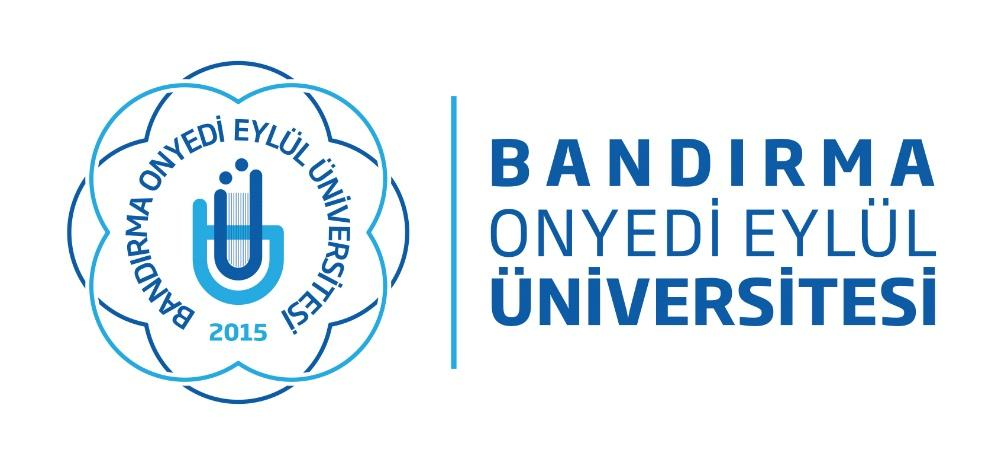 BANDIRMA ONYEDİ EYLÜL ÜNİVERSİTESİ
2015
BANDIRMA
ONYEDİ EYLÜL
ÜNİVERSİTESİ